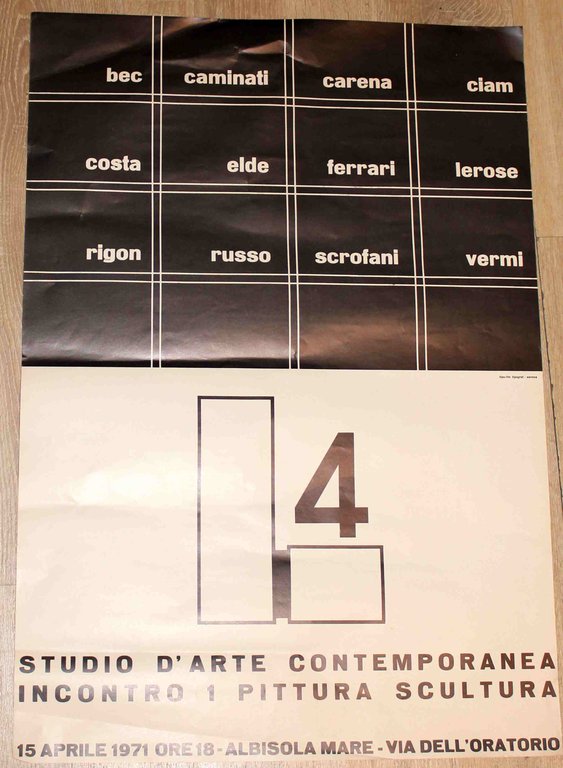 bec caminati carena ciam
costa elde ferrari lerose
rigon russo scrofani vermi
4
STUDIO D'ARTE CONTEMPORANEA
INCONTRO 1 PITTURA SCULTURA
15 APRILE 1971 ORE 18 - ALBISOLA MARE - VIA DELL'ORATORIO